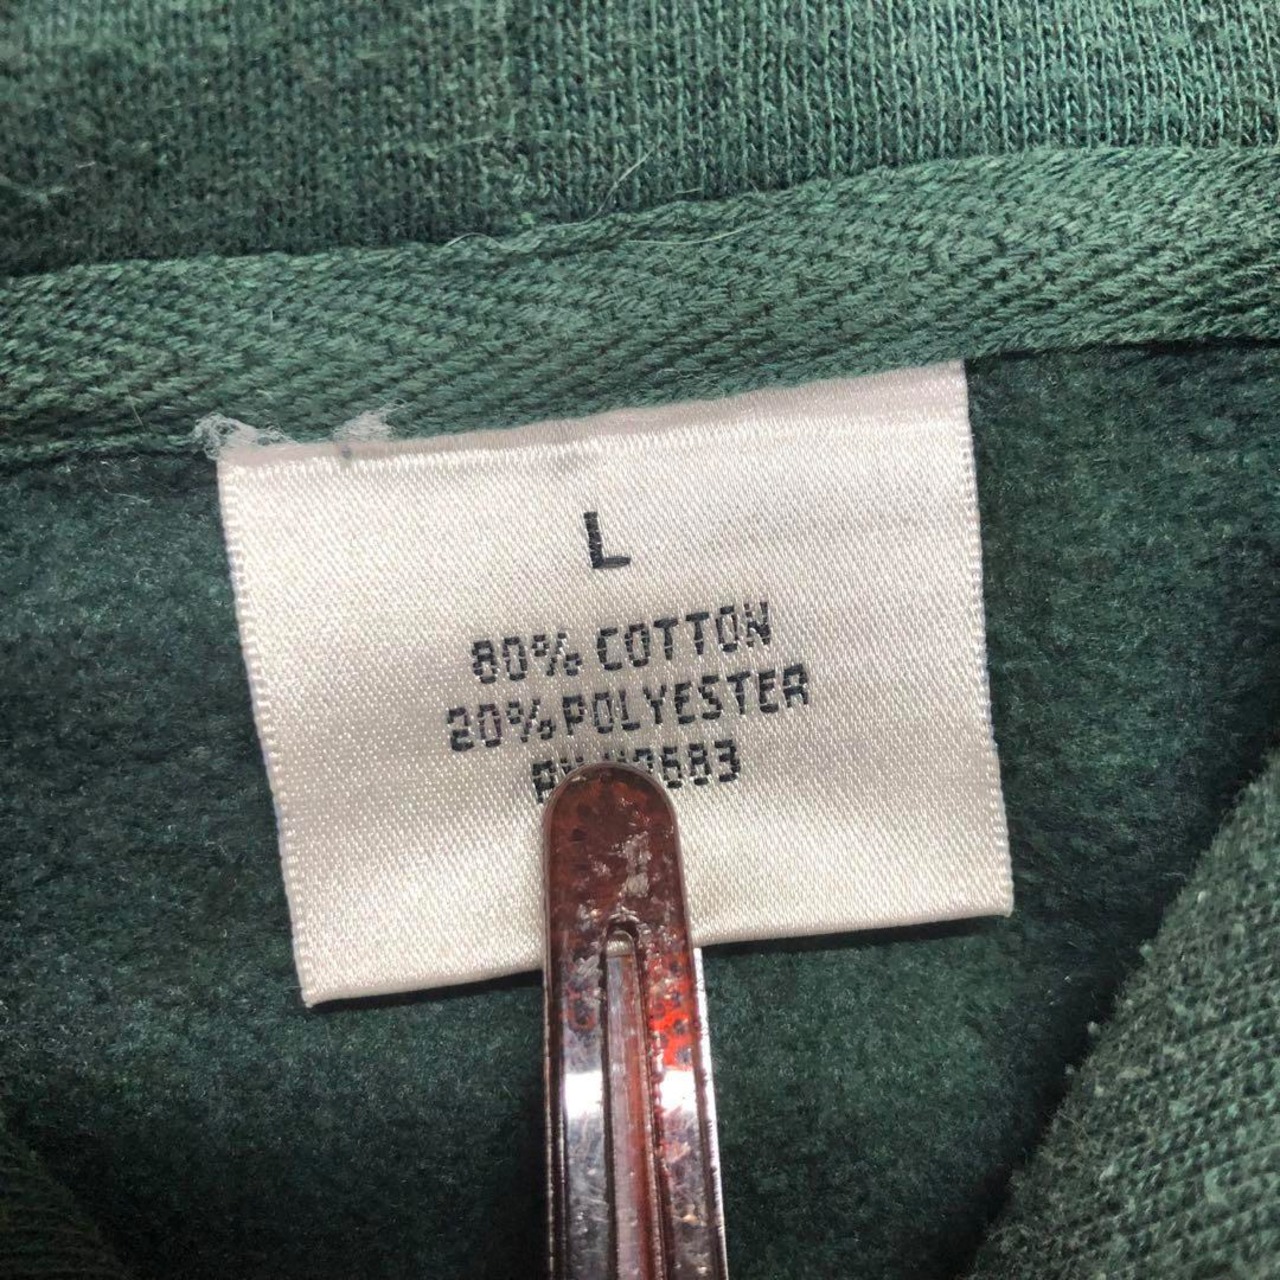 L
80% COTTON
20% POLYESTER